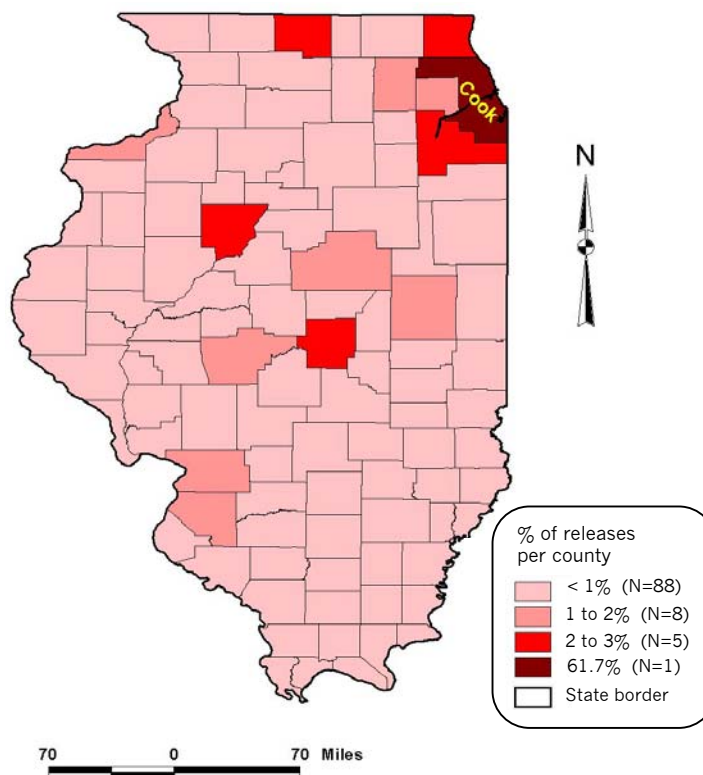 Cook
N
% of releases
per county
< 1% (N=88)
1 to 2% (N=8)
2 to 3% (N=5)
61.7% (N=1)
State border
70 0 70 Miles